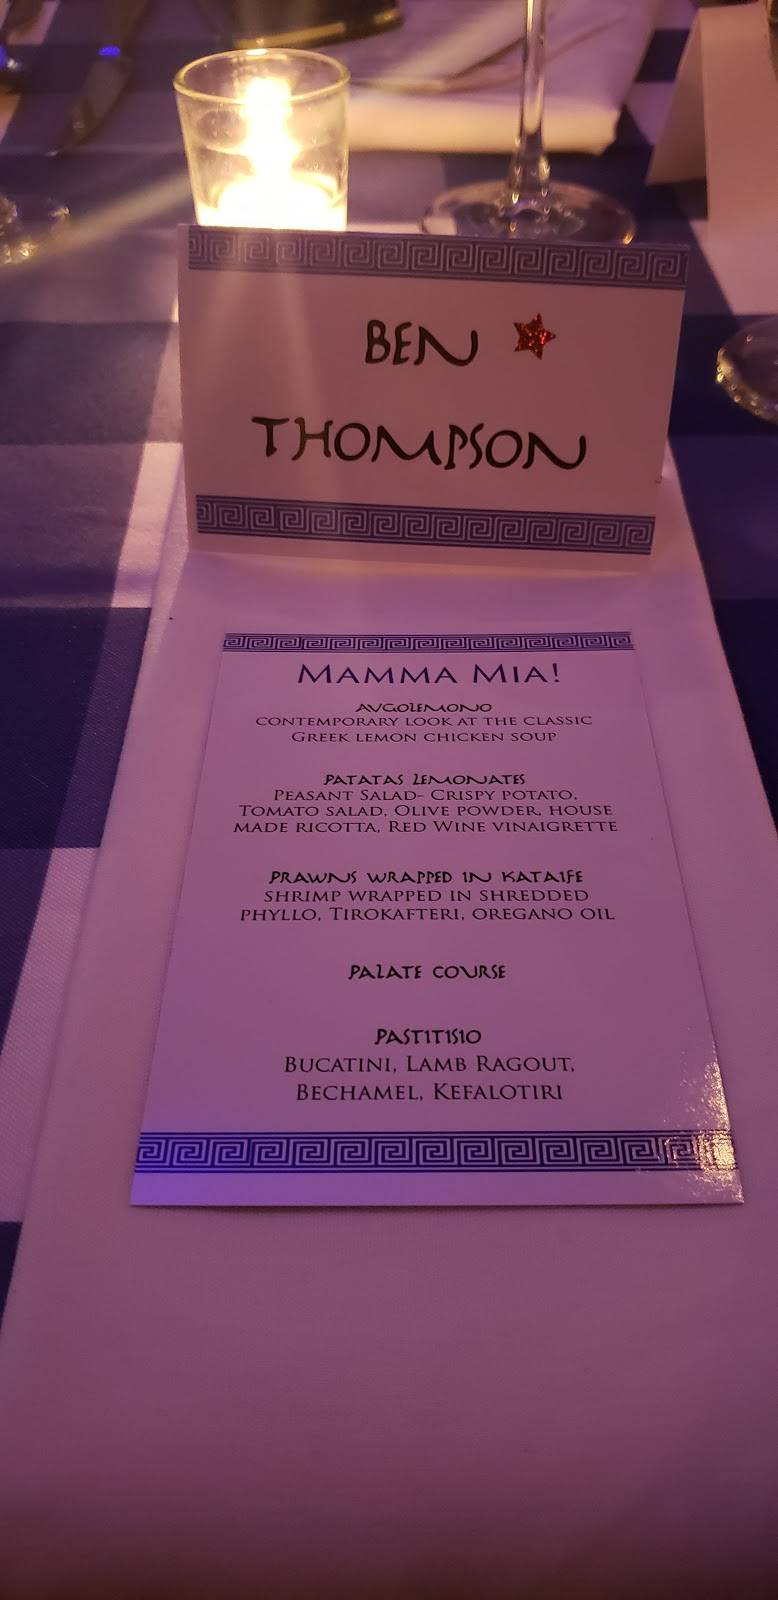 BEN
THOMPSON
MAMMA MIA!
AVGOLEMONO
CONTEMPORARY LOOK AT THE CLASSIC
GREEK LEMON CHICKEN SOUP
PATATAS LEMONATES
PEASANT SALAD- CRISPY POTATO,
TOMATO SALAD, OLIVE POWDER, HOUSE
MADE RICOTTA, RED WINE VINAIGRETTE
PRAWNS WRAPPED IN KATAIFE
SHRIMP WRAPPED IN SHREDDED
PHYLLO, TIROKAFTERI, OREGANO OIL
PALATE COURSE
PASTITISIO
BUCATINI, LAMB RAGOUT,
BECHAMEL, KEFALOTIRI